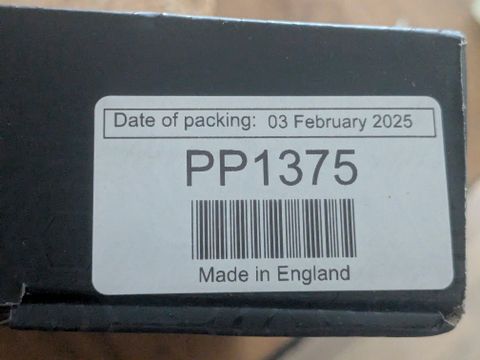 Date of packing: 03 February 2025
PP1375
Made in England